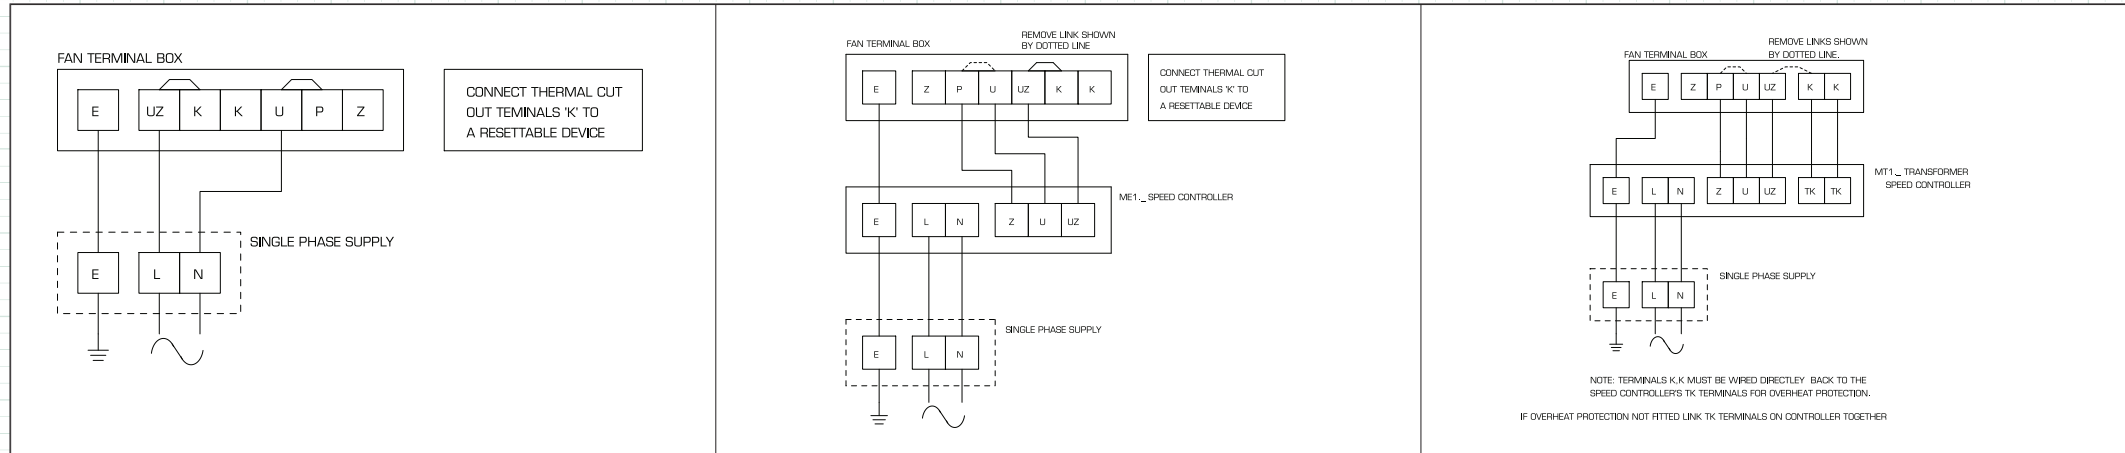 FAN TERMINAL BOX
E UZ K K U P Z
CONNECT THERMAL CUT
OUT TEMINALS 'K' TO
A RESETTABLE DEVICE
SINGLE PHASE SUPPLY
E L N
FAN TERMINAL BOX
REMOVE LINK SHOWN
BY DOTTED LINE
E Z P U UZ K K
CONNECT THERMAL CUT
OUT TEMINALS 'K' TO
A RESETTABLE DEVICE
ME1._ SPEED CONTROLLER
E L N Z U UZ
SINGLE PHASE SUPPLY
E L N
FAN TERMINAL BOX
REMOVE LINKS SHOWN
BY DOTTED LINE.
E Z P U UZ K K
MT1._ TRANSFORMER
SPEED CONTROLLER
E L N Z U UZ TK TK
SINGLE PHASE SUPPLY
E L N
NOTE: TERMINALS K,K MUST BE WIRED DIRECTLEY BACK TO THE
SPEED CONTROLLER'S TK TERMINALS FOR OVERHEAT PROTECTION.
IF OVERHEAT PROTECTION NOT FITTED LINK TK TERMINALS ON CONTROLLER TOGETHER